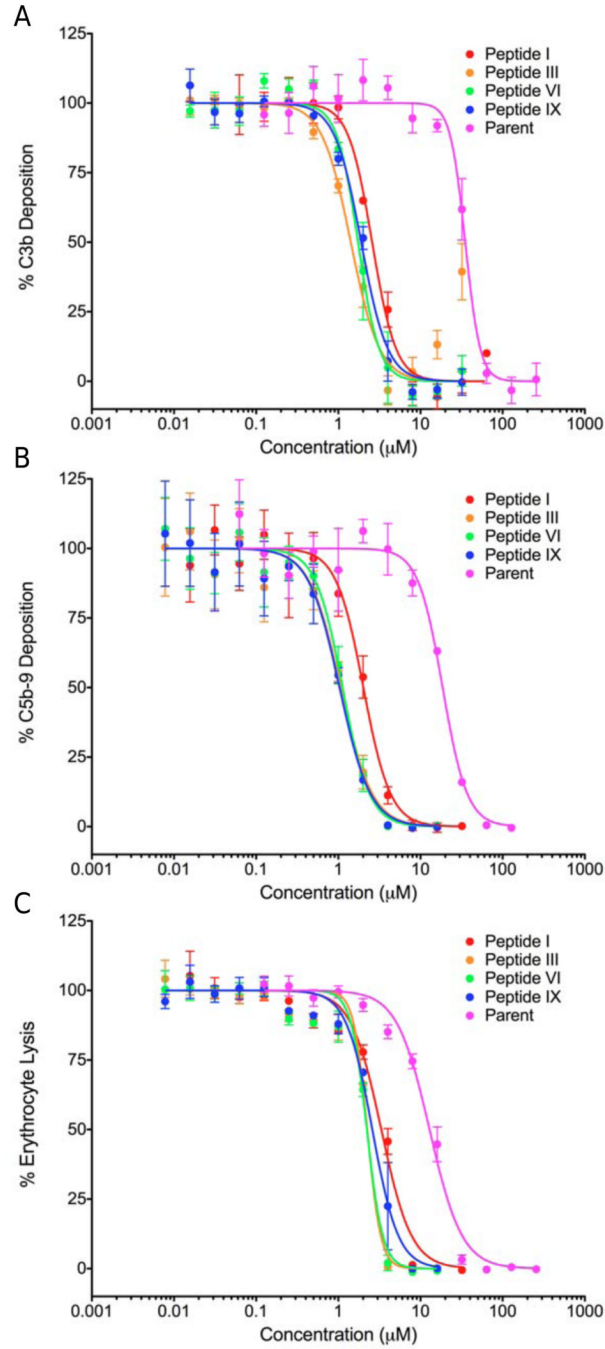 A
125
100
75
50
25
0
% C3b Deposition
Peptide I
Peptide III
Peptide VI
Peptide IX
Parent
0.001 0.01 0.1 1 10 100 1000
Concentration (μM)
B
125
100
75
50
25
0
% C5b-9 Deposition
Peptide I
Peptide III
Peptide VI
Peptide IX
Parent
0.001 0.01 0.1 1 10 100 1000
Concentration (μM)
C
125
100
75
50
25
0
% Erythrocyte Lysis
Peptide I
Peptide III
Peptide VI
Peptide IX
Parent
0.001 0.01 0.1 1 10 100 1000
Concentration (μM)